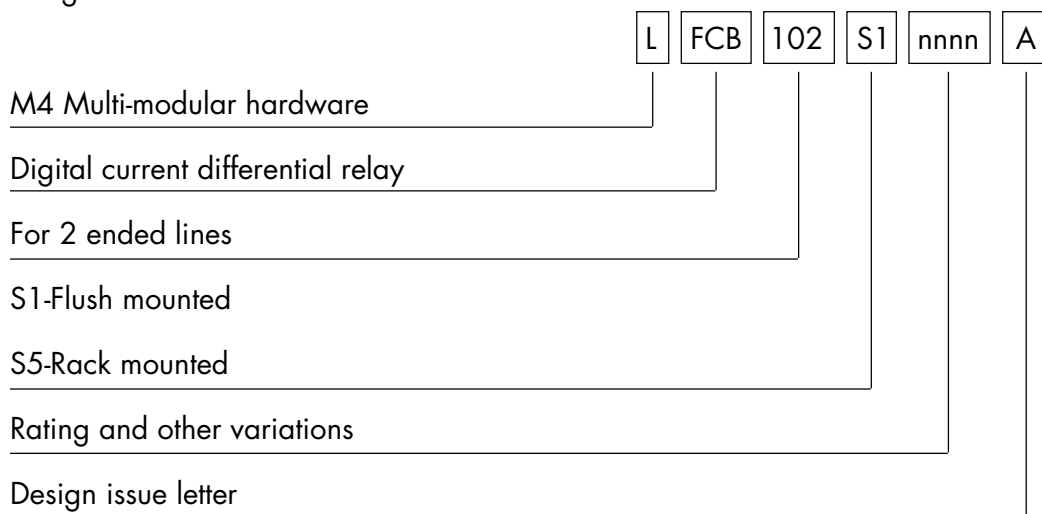 L FCB 102 S1 nnnn A
M4 Multi-modular hardware
Digital current differential relay
For 2 ended lines
S1-Flush mounted
S5-Rack mounted
Rating and other variations
Design issue letter